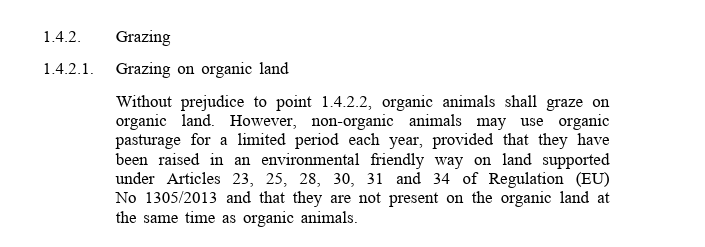 1.4.2. Grazing
1.4.2.1. Grazing on organic land
Without prejudice to point 1.4.2.2, organic animals shall graze on
organic land. However, non-organic animals may use organic
pasturage for a limited period each year, provided that they have
been raised in an environmental friendly way on land supported
under Articles 23, 25, 28, 30, 31 and 34 of Regulation (EU)
No 1305/2013 and that they are not present on the organic land at
the same time as organic animals.